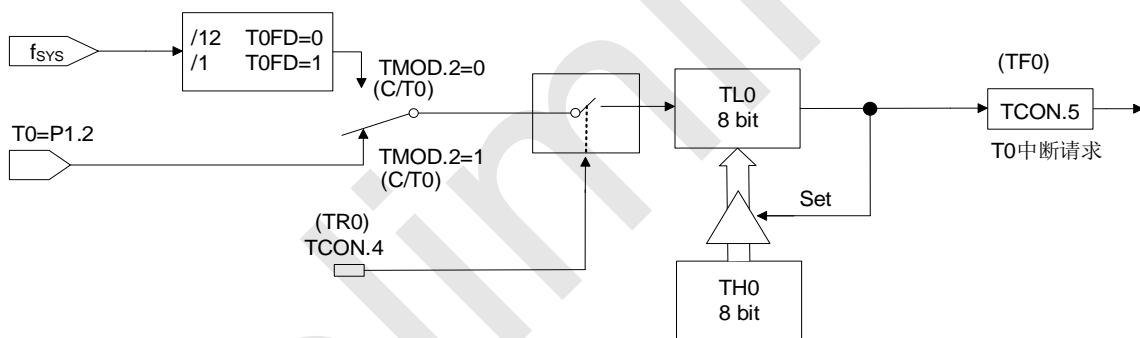 fSYS
/12 T0FD=0
/1 T0FD=1
TMOD.2=0
(C/T0)
T0=P1.2
TMOD.2=1
(C/T0)
(TR0)
TCON.4
TL0
8 bit
Set
TH0
8 bit
(TF0)
TCON.5
T0中断请求